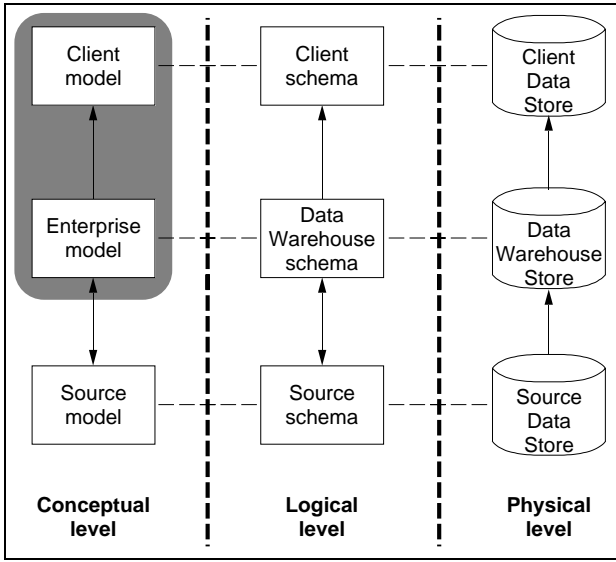 Client
model
Client
schema
Client
Data
Store
Enterprise
model
Data
Warehouse
schema
Data
Warehouse
Store
Source
model
Source
schema
Source
Data
Store
Conceptual
level
Logical
level
Physical
level